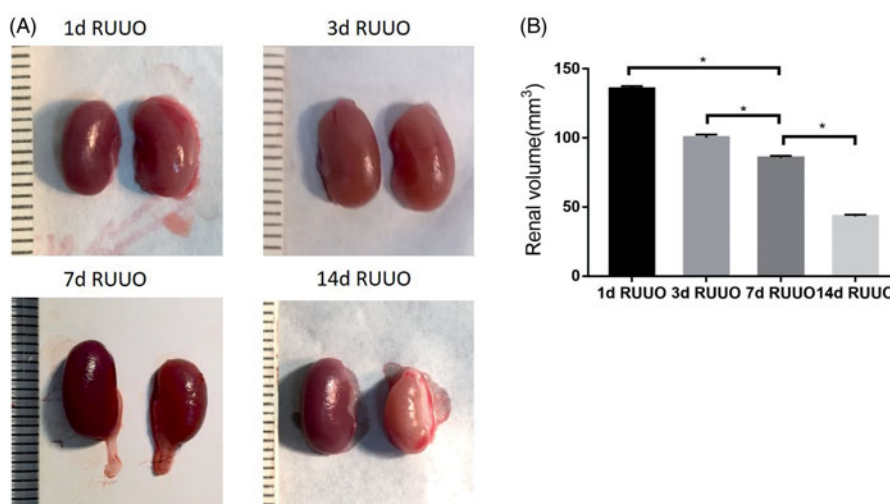 (A)
1d RUUO
3d RUUO
7d RUUO
14d RUUO
(B)
Renal volume(mm³)
150
100
50
0
*
*
*
1d RUUO 3d RUUO 7d RUUO 14d RUUO